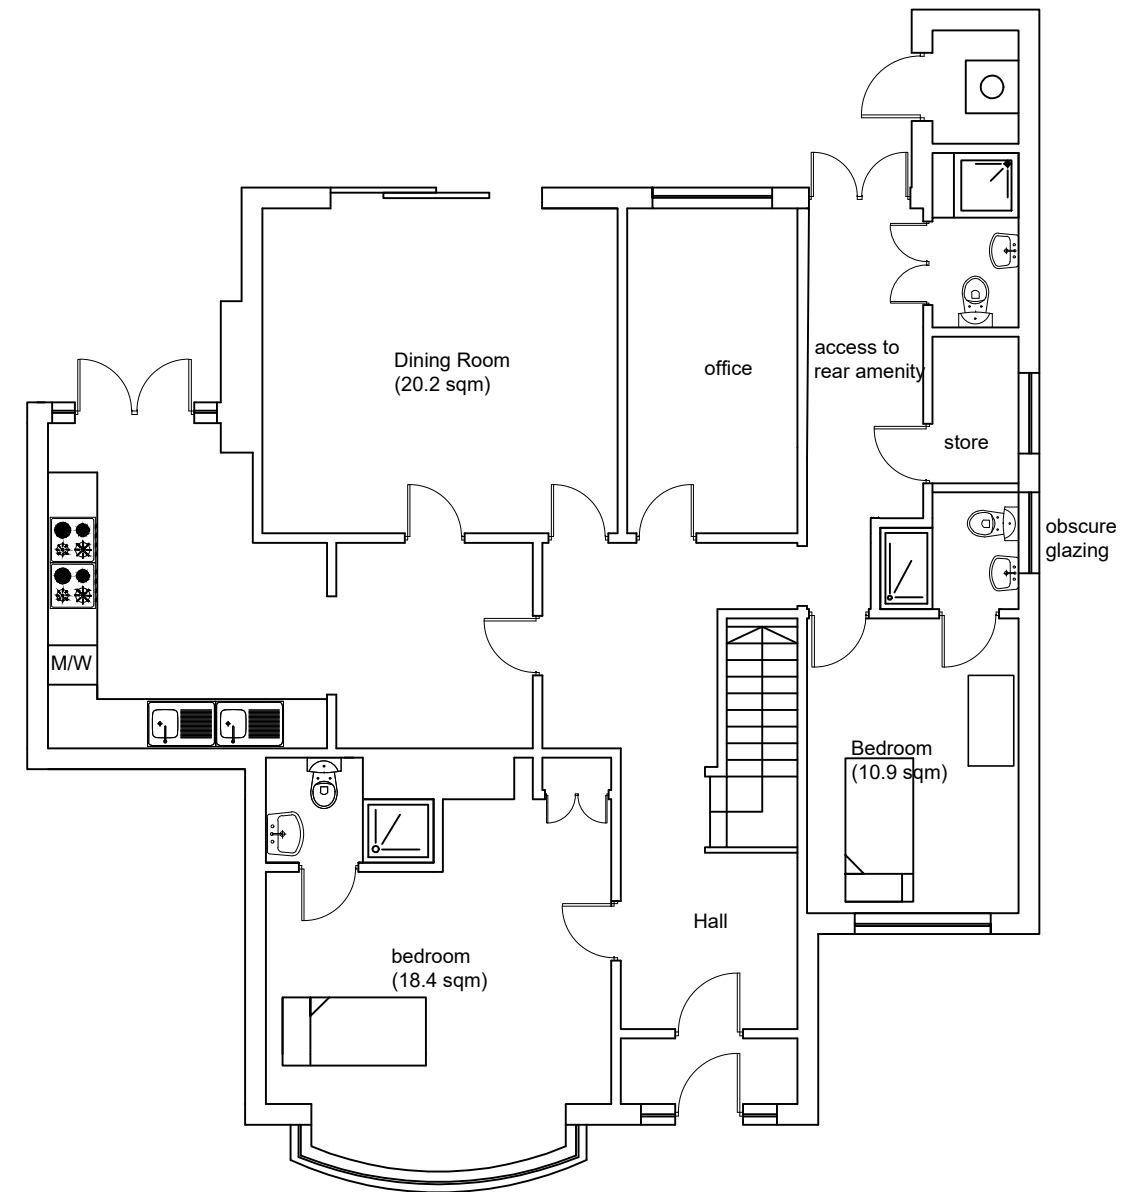 Dining Room
(20.2 sqm)
office
access to
rear amenity
store
obscure
glazing
M/W
Bedroom
(10.9 sqm)
Hall
bedroom
(18.4 sqm)